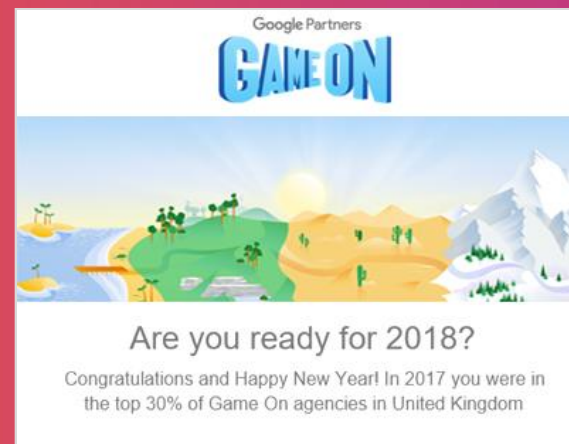 Google Partners
GAME ON
Are you ready for 2018?
Congratulations and Happy New Year! In 2017 you were in
the top 30% of Game On agencies in United Kingdom